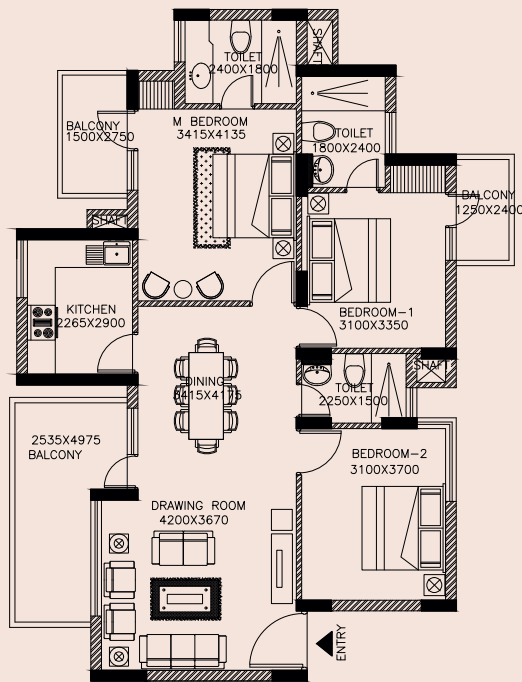 TOILET
2400X1800
SHAFT
BALCONY
1500X2750
M BEDROOM
3415X4135
TOILET
1800X2400
BALCONY
1250X2400
SHAFT
KITCHEN
2265X2900
BEDROOM-1
3100X3350
SHAFT
DINING
3415X4175
TOILET
2250X1500
2535X4975
BALCONY
BEDROOM-2
3100X3700
DRAWING ROOM
4200X3670
ENTRY